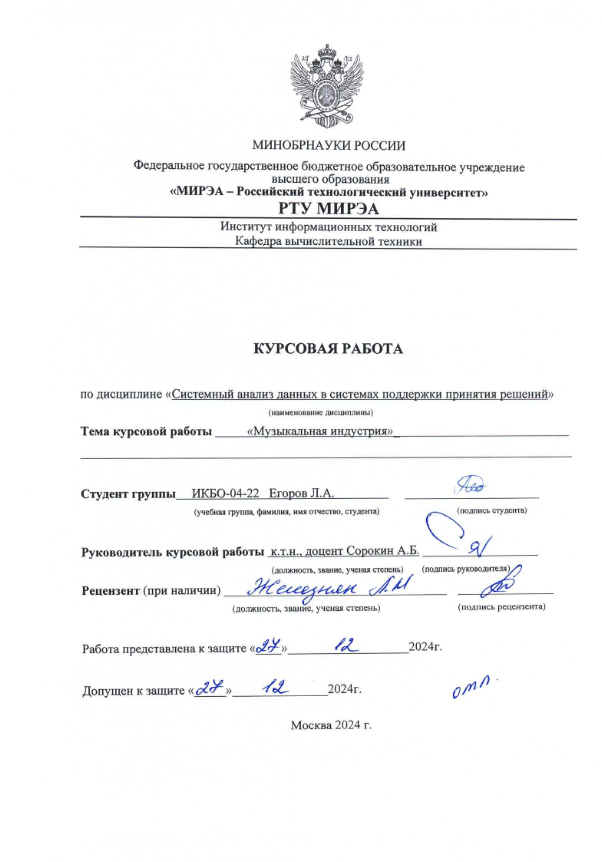 МИНОБРНАУКИ РОССИИ
Федеральное государственное бюджетное образовательное учреждение
высшего образования
«МИРЭА – Российский технологический университет»
РТУ МИРЭА
Институт информационных технологий
Кафедра вычислительной техники
КУРСОВАЯ РАБОТА
по дисциплине «Системный анализ данных в системах поддержки принятия решений»
(наименование дисциплины)
Тема курсовой работы «Музыкальная индустрия»
Студент группы ИКБО-04-22 Егоров Л.А.
(учебная группа, фамилия, имя отчество, студента) (подпись студента)
Руководитель курсовой работы к.т.н., доцент Сорокин А.Б.
(должность, звание, ученая степень) (подпись руководителя)
Рецензент (при наличии) Железняк Л.М
(должность, звание, ученая степень) (подпись рецензента)
Работа представлена к защите «27» 12 2024г.
Допущен к защите «27» 12 2024г.
отл.
Москва 2024 г.